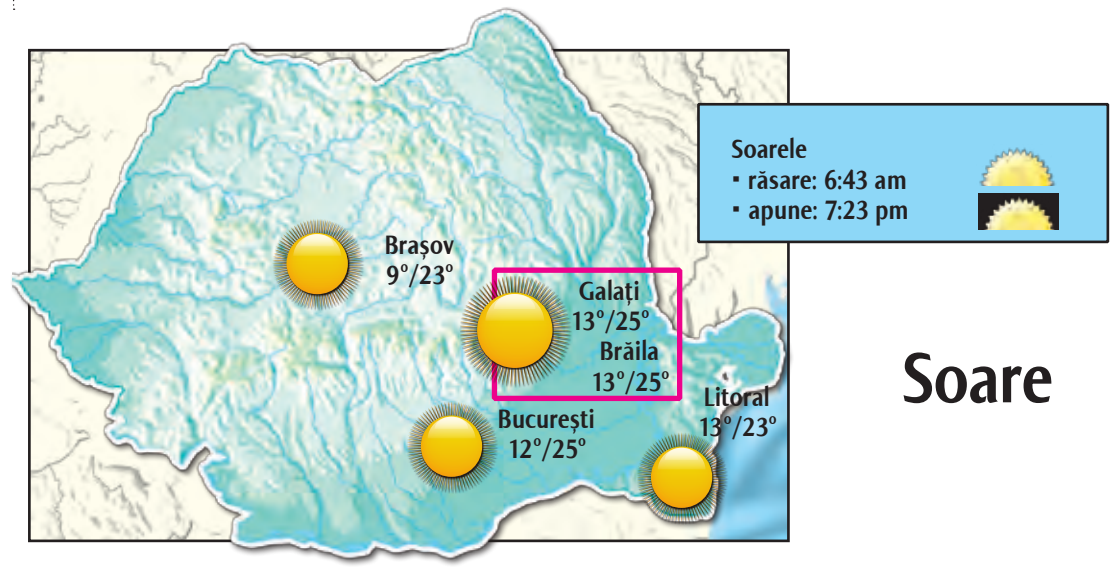 Soarele
▪ răsare: 6:43 am
▪ apune: 7:23 pm
Brașov
9°/23°
Galați
13°/25°
Brăila
13°/25°
Litoral
13°/23°
București
12°/25°
Soare